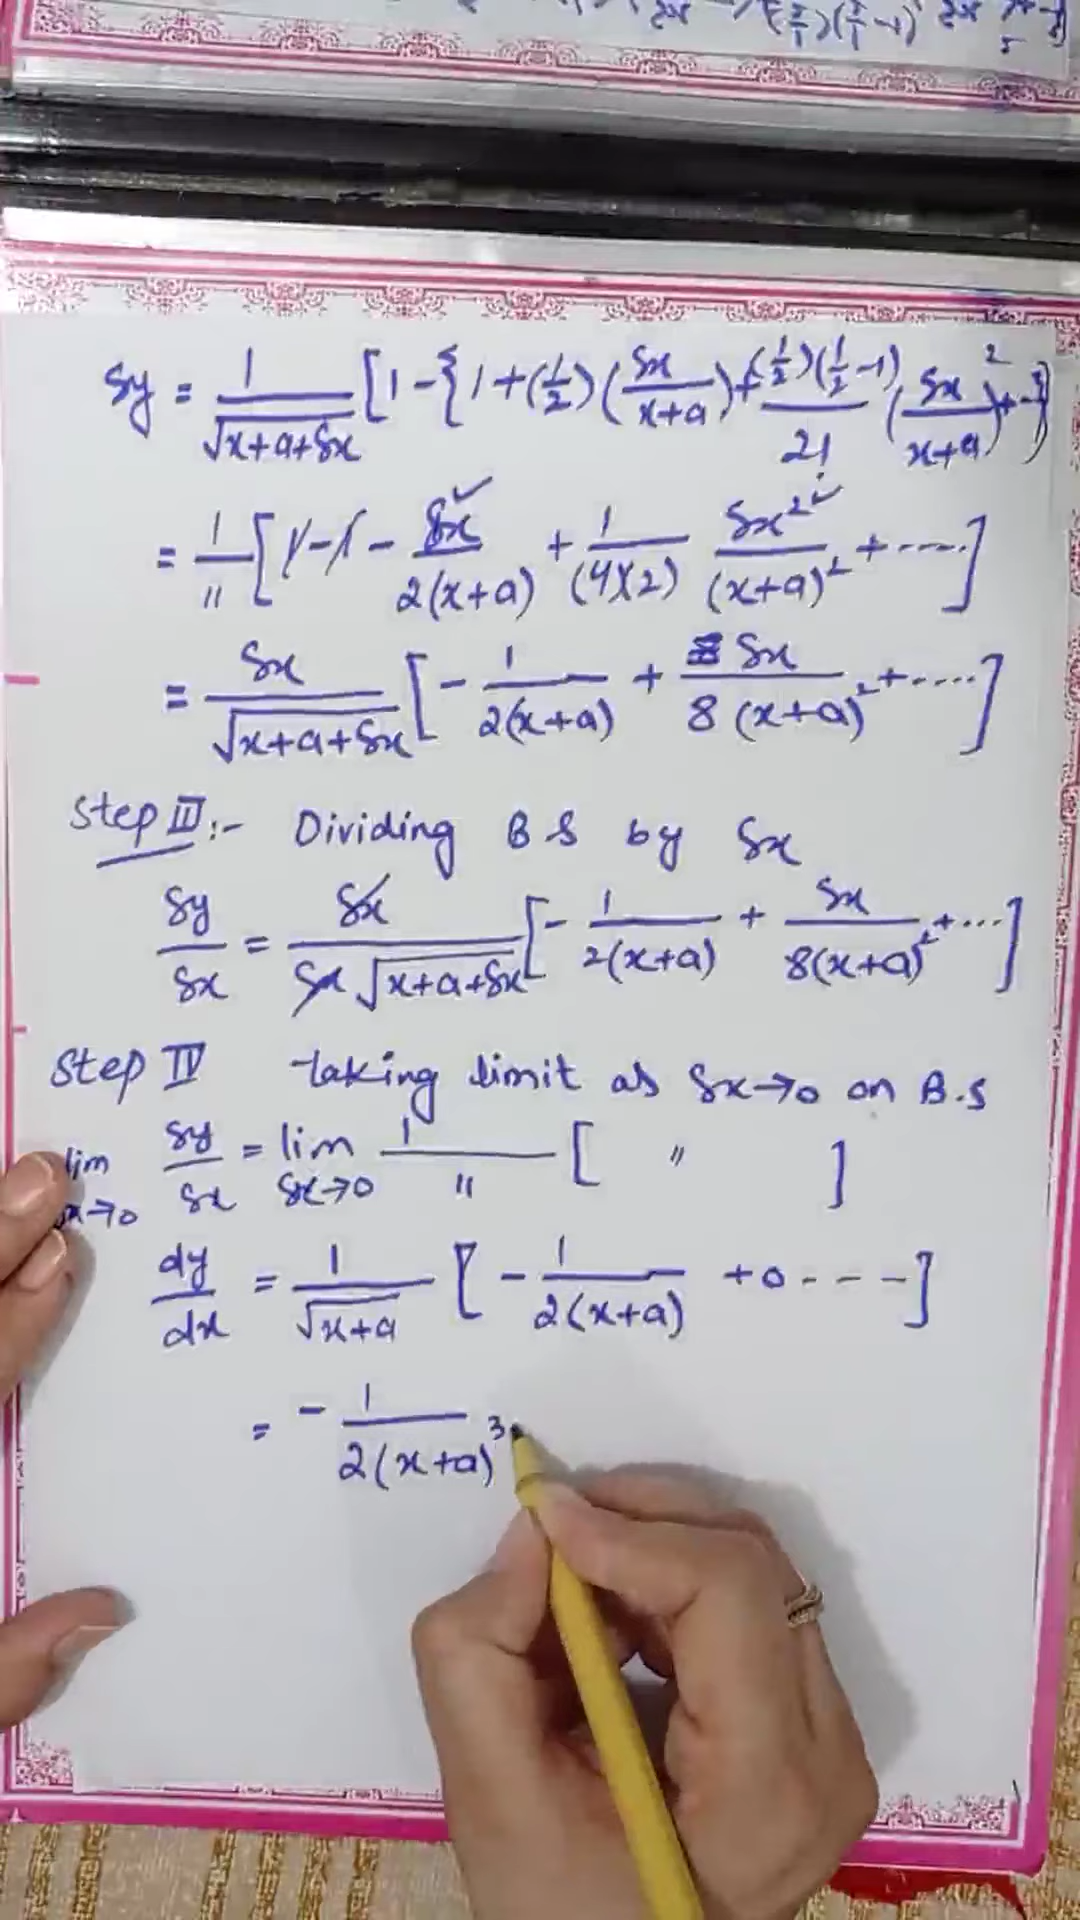 δy = 1/√x+a+δx [1-{1+(1/2)(δx/x+a)+(1/2)(1/2-1)/2! (δx/x+a)²+--}]
= 1/" [1-1- δx/2(x+a) + 1/(4)(2) δx²/(x+a)² +-----]
= δx/√x+a+δx [- 1/2(x+a) + δx/8(x+a)² +----]
Step III:- Dividing B S by δx
δy/δx = δx/δx √x+a+δx [- 1/2(x+a) + δx/8(x+a)² +---]
Step IV taking limit as δx→0 on B.S
lim δx→0 δy/δx = lim δx→0 1/" [ " ]
dy/dx = 1/√x+a [- 1/2(x+a) +0 - - - -]
= - 1/2(x+a)³